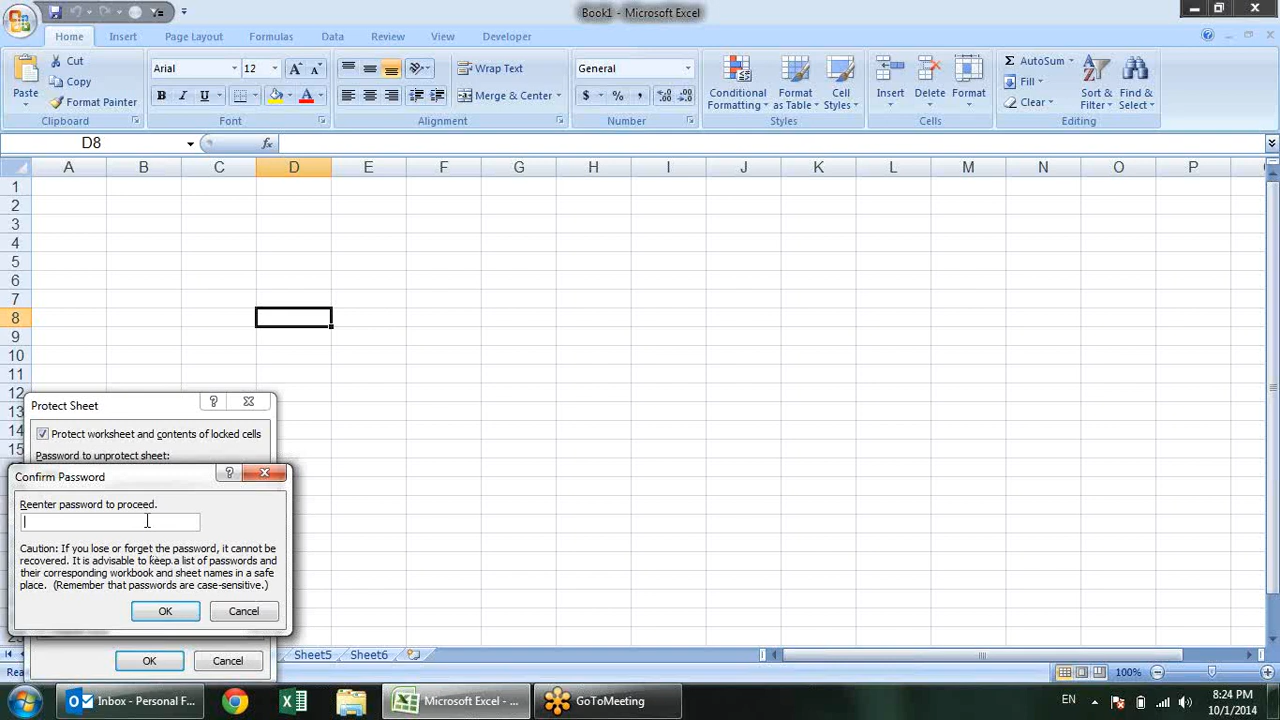 Book1 - Microsoft Excel
Home Insert Page Layout Formulas Data Review View Developer
Cut
Copy
Format Painter
Paste
Clipboard
Arial 12
B I U
Font
Wrap Text
Merge & Center
Alignment
General
$ % ,
Number
Conditional Formatting
Format as Table
Cell Styles
Styles
Insert Delete Format
Cells
AutoSum
Fill
Clear
Sort & Filter
Find & Select
Editing
D8 fx
A B C D E F G H I J K L M N O P
1
2
3
4
5
6
7
8
9
10
11
12
13
14
15
Protect Sheet
Protect worksheet and contents of locked cells
Password to unprotect sheet:
Confirm Password
Reenter password to proceed.
Caution: If you lose or forget the password, it cannot be
recovered. It is advisable to keep a list of passwords and
their corresponding workbook and sheet names in a safe
place. (Remember that passwords are case-sensitive.)
OK Cancel
OK Cancel
Sheet5 Sheet6
100%
Inbox - Personal F...
Microsoft Excel - ...
GoToMeeting
EN
8:24 PM
10/1/2014